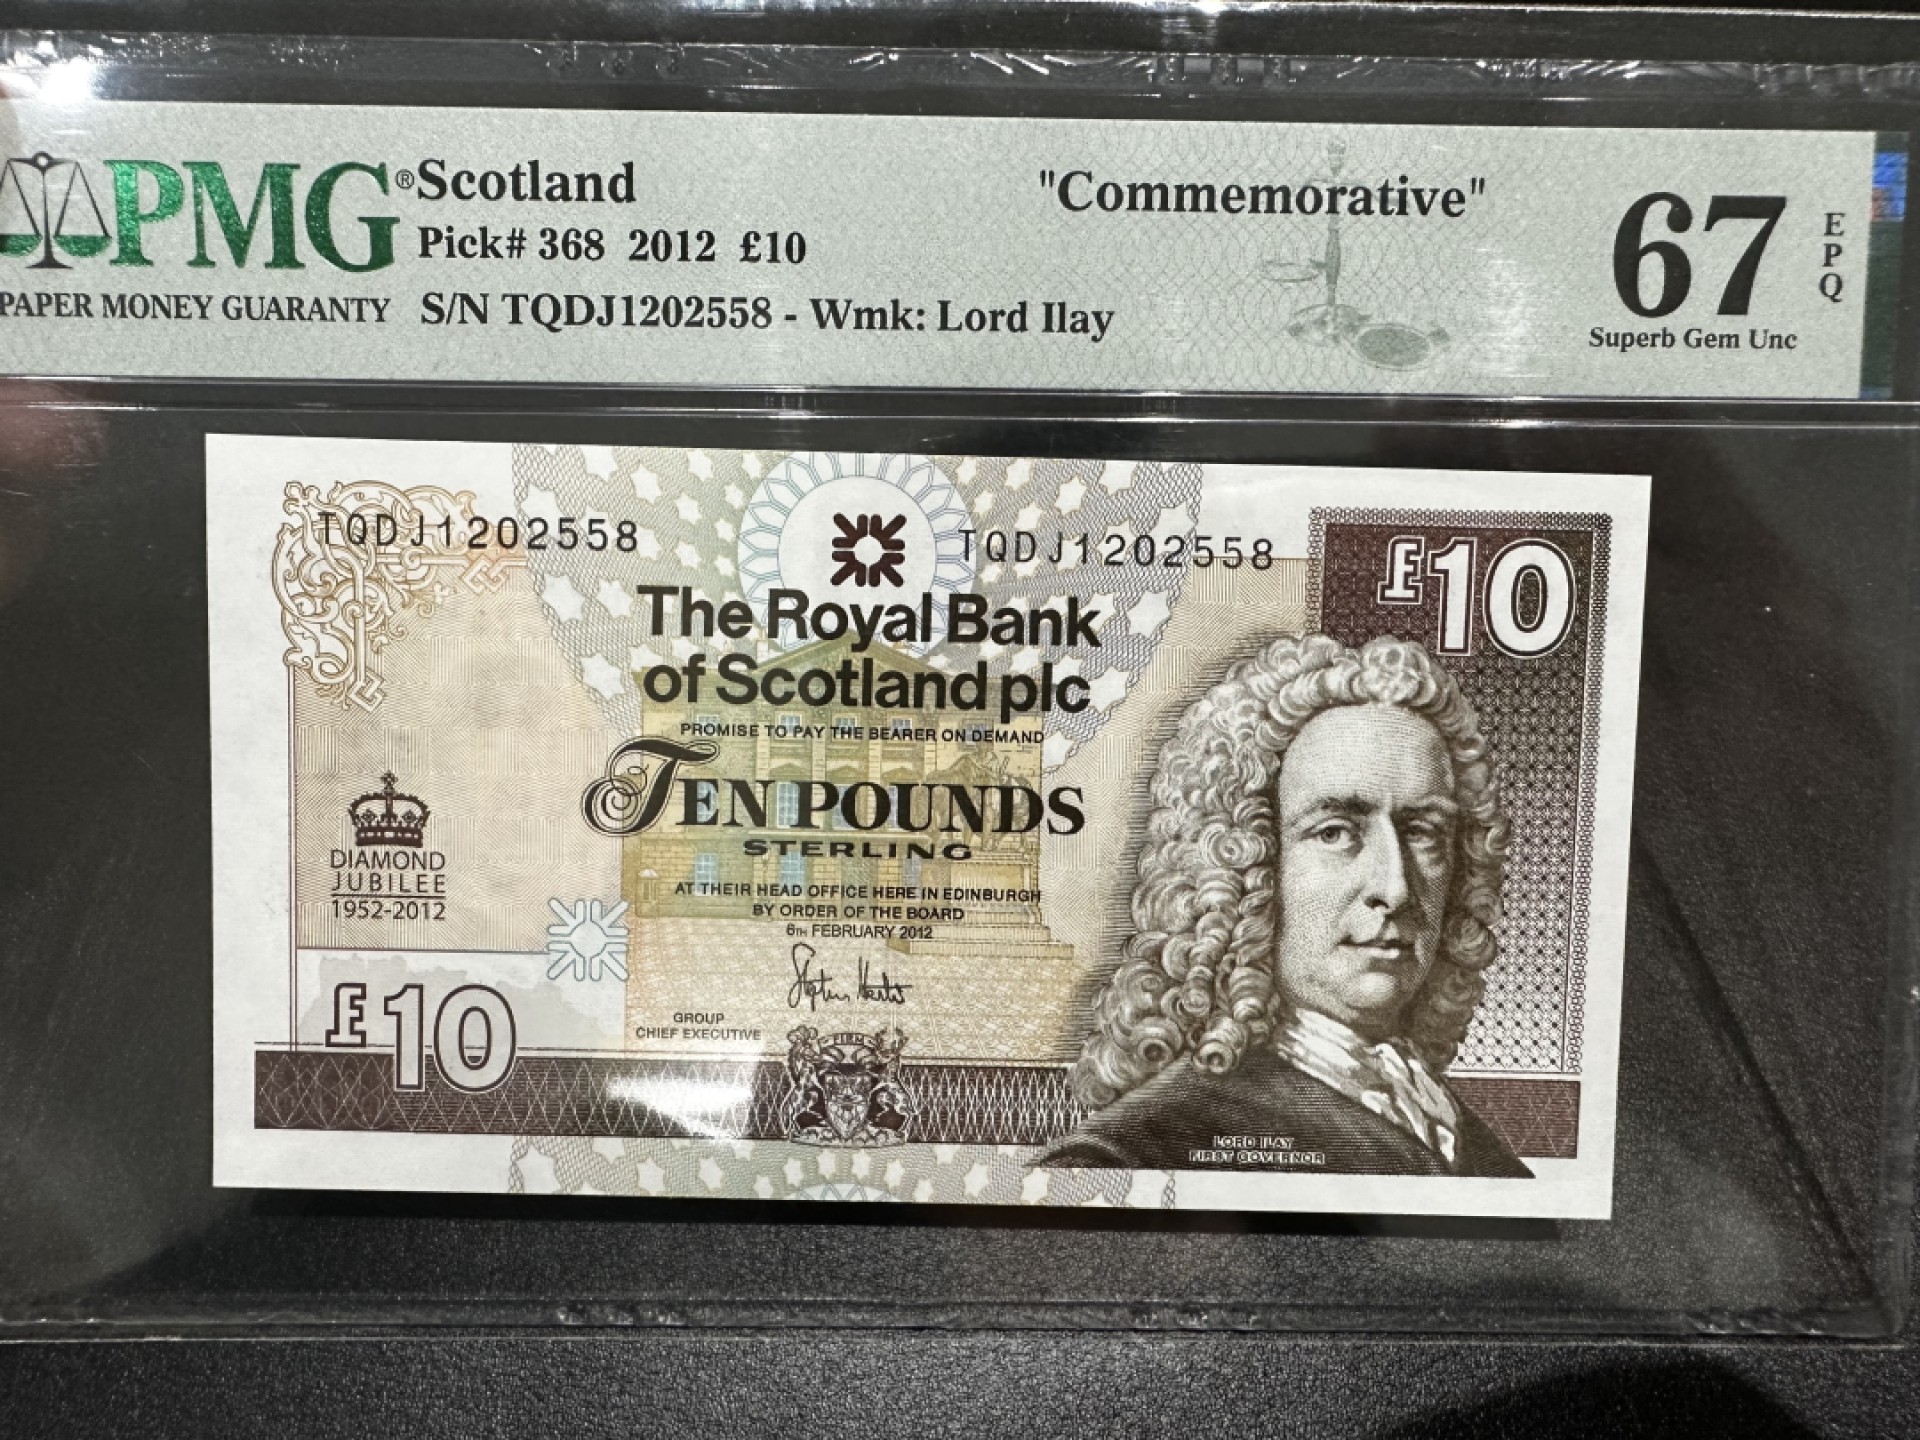 PMG®
PAPER MONEY GUARANTY
Scotland
Pick# 368 2012 £10
S/N TQDJ1202558 - Wmk: Lord Ilay
"Commemorative"
67
EPQ
Superb Gem Unc
TQDJ1202558
TQDJ1202558
£10
The Royal Bank
of Scotland plc
PROMISE TO PAY THE BEARER ON DEMAND
TEN POUNDS
STERLING
AT THEIR HEAD OFFICE HERE IN EDINBURGH
BY ORDER OF THE BOARD
6TH FEBRUARY 2012
DIAMOND
JUBILEE
1952-2012
£10
GROUP
CHIEF EXECUTIVE
FIRM
LORD ILAY
FIRST GOVERNOR